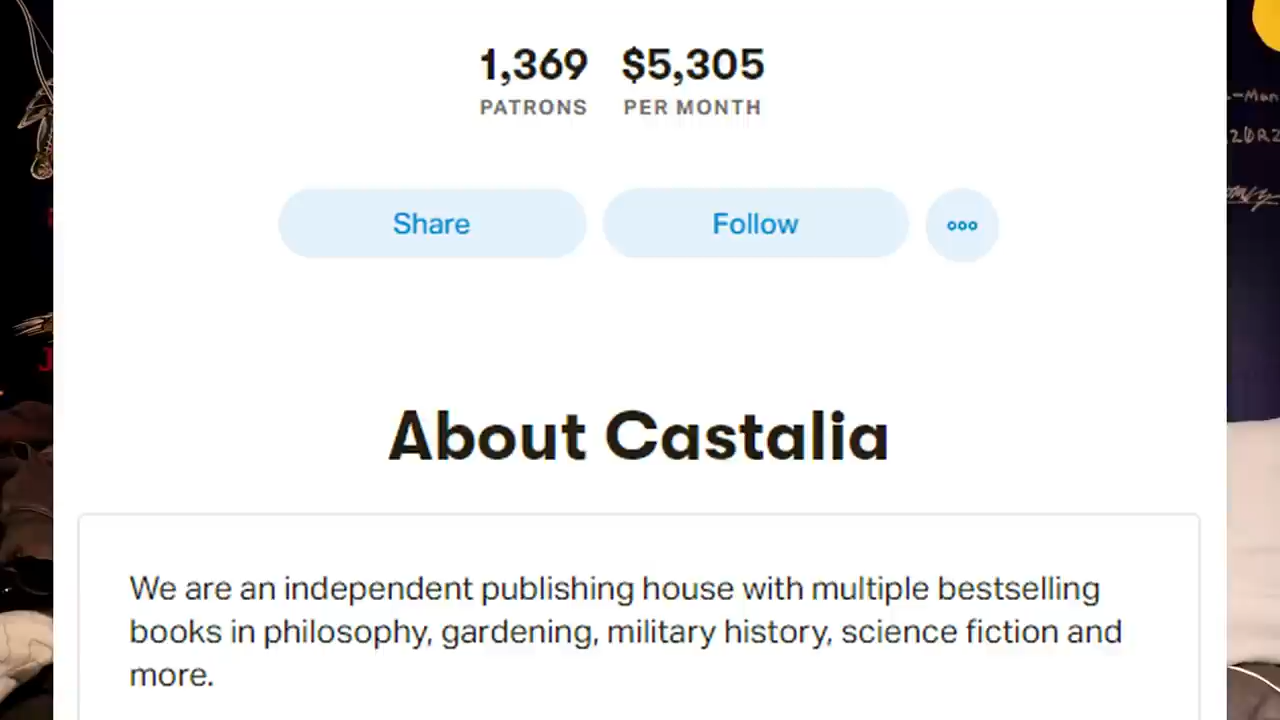 1,369 $5,305
PATRONS PER MONTH
Share Follow
About Castalia
We are an independent publishing house with multiple bestselling
books in philosophy, gardening, military history, science fiction and
more.